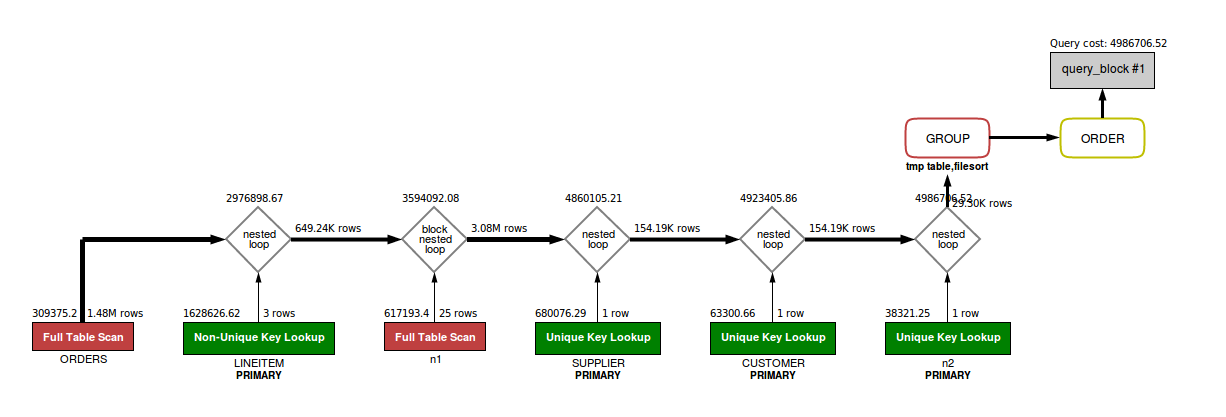 Query cost: 4986706.52
query_block #1
GROUP
ORDER
tmp table,filesort
2976898.67
3594092.08
4860105.21
4923405.86
4986706.52
29.30K rows
nested
loop
649.24K rows
block
nested
loop
3.08M rows
nested
loop
154.19K rows
nested
loop
154.19K rows
nested
loop
309375.2
1.48M rows
1628626.62
3 rows
617193.4
25 rows
680076.29
1 row
63300.66
1 row
38321.25
1 row
Full Table Scan
Non-Unique Key Lookup
Full Table Scan
Unique Key Lookup
Unique Key Lookup
Unique Key Lookup
ORDERS
LINEITEM
PRIMARY
n1
SUPPLIER
PRIMARY
CUSTOMER
PRIMARY
n2
PRIMARY